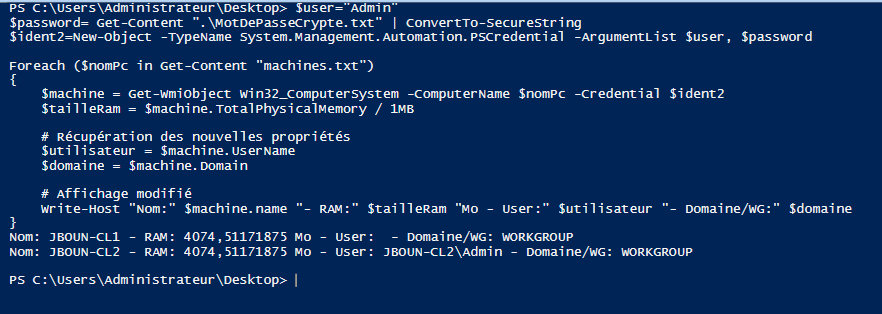 PS C:\Users\Administrateur\Desktop> $user="Admin"
$password= Get-Content ".\MotDePasseCrypte.txt" | ConvertTo-SecureString
$ident2=New-Object -TypeName System.Management.Automation.PSCredential -ArgumentList $user, $password
Foreach ($nomPc in Get-Content "machines.txt")
{
$machine = Get-WmiObject Win32_ComputerSystem -ComputerName $nomPc -Credential $ident2
$tailleRam = $machine.TotalPhysicalMemory / 1MB
# Récupération des nouvelles propriétés
$utilisateur = $machine.UserName
$domaine = $machine.Domain
# Affichage modifié
Write-Host "Nom:" $machine.name "- RAM:" $tailleRam "Mo - User:" $utilisateur "- Domaine/WG:" $domaine
}
Nom: JBOUN-CL1 - RAM: 4074,51171875 Mo - User:  - Domaine/WG: WORKGROUP
Nom: JBOUN-CL2 - RAM: 4074,51171875 Mo - User: JBOUN-CL2\Admin - Domaine/WG: WORKGROUP
PS C:\Users\Administrateur\Desktop>